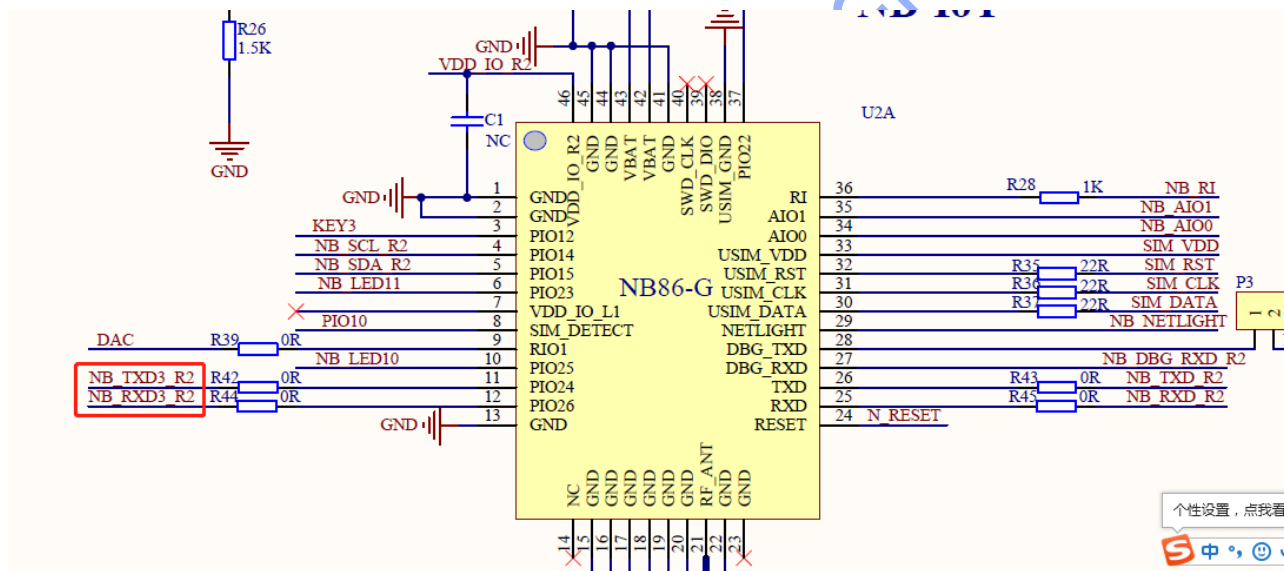 R26
1.5K
GND
GND
VDD_IO_R2
C1
NC
U2A
46
45
44
43
42
41
40
39
38
37
VDD_IO_R2
GND
GND
VBAT
VBAT
GND
SWD_CLK
SWD_DIO
USIM_GND
PIO22
GND
1
GND
2
GND
KEY3
3
PIO12
NB_SCL_R2
4
PIO14
NB_SDA_R2
5
PIO15
NB_LED11
6
PIO23
7
VDD_IO_L1
PIO10
8
SIM_DETECT
DAC
R39
0R
9
RIO1
NB_LED10
10
PIO25
NB_TXD3_R2
R42
0R
11
PIO24
NB_RXD3_R2
R44
0R
12
PIO26
GND
13
GND
NB86-G
RI
36
R28
1K
NB_RI
AIO1
35
NB_AIO1
AIO0
34
NB_AIO0
USIM_VDD
33
SIM_VDD
USIM_RST
32
R35
22R
SIM_RST
USIM_CLK
31
R36
22R
SIM_CLK
USIM_DATA
30
R37
22R
SIM_DATA
NETLIGHT
29
NB_NETLIGHT
DBG_TXD
28
DBG_RXD
27
NB_DBG_RXD_R2
TXD
26
R43
0R
NB_TXD_R2
RXD
25
R45
0R
NB_RXD_R2
RESET
24
N_RESET
P3
1
2
NC
GND
GND
GND
GND
GND
GND
RF_ANT
GND
GND
14
15
16
17
18
19
20
21
22
23
个性设置，点我看
S 中